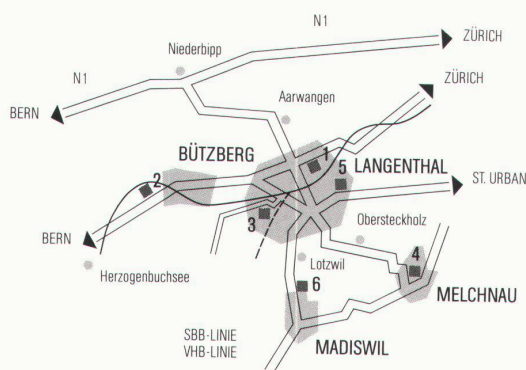 N1
ZÜRICH
Niederbipp
N1
ZÜRICH
BERN
Aarwangen
BÜTZBERG
1
LANGENTHAL
5
2
ST. URBAN
3
Obersteckholz
BERN
Herzogenbuchsee
Lotzwil
4
6
MELCHNAU
SBB-LINIE
VHB-LINIE
MADISWIL